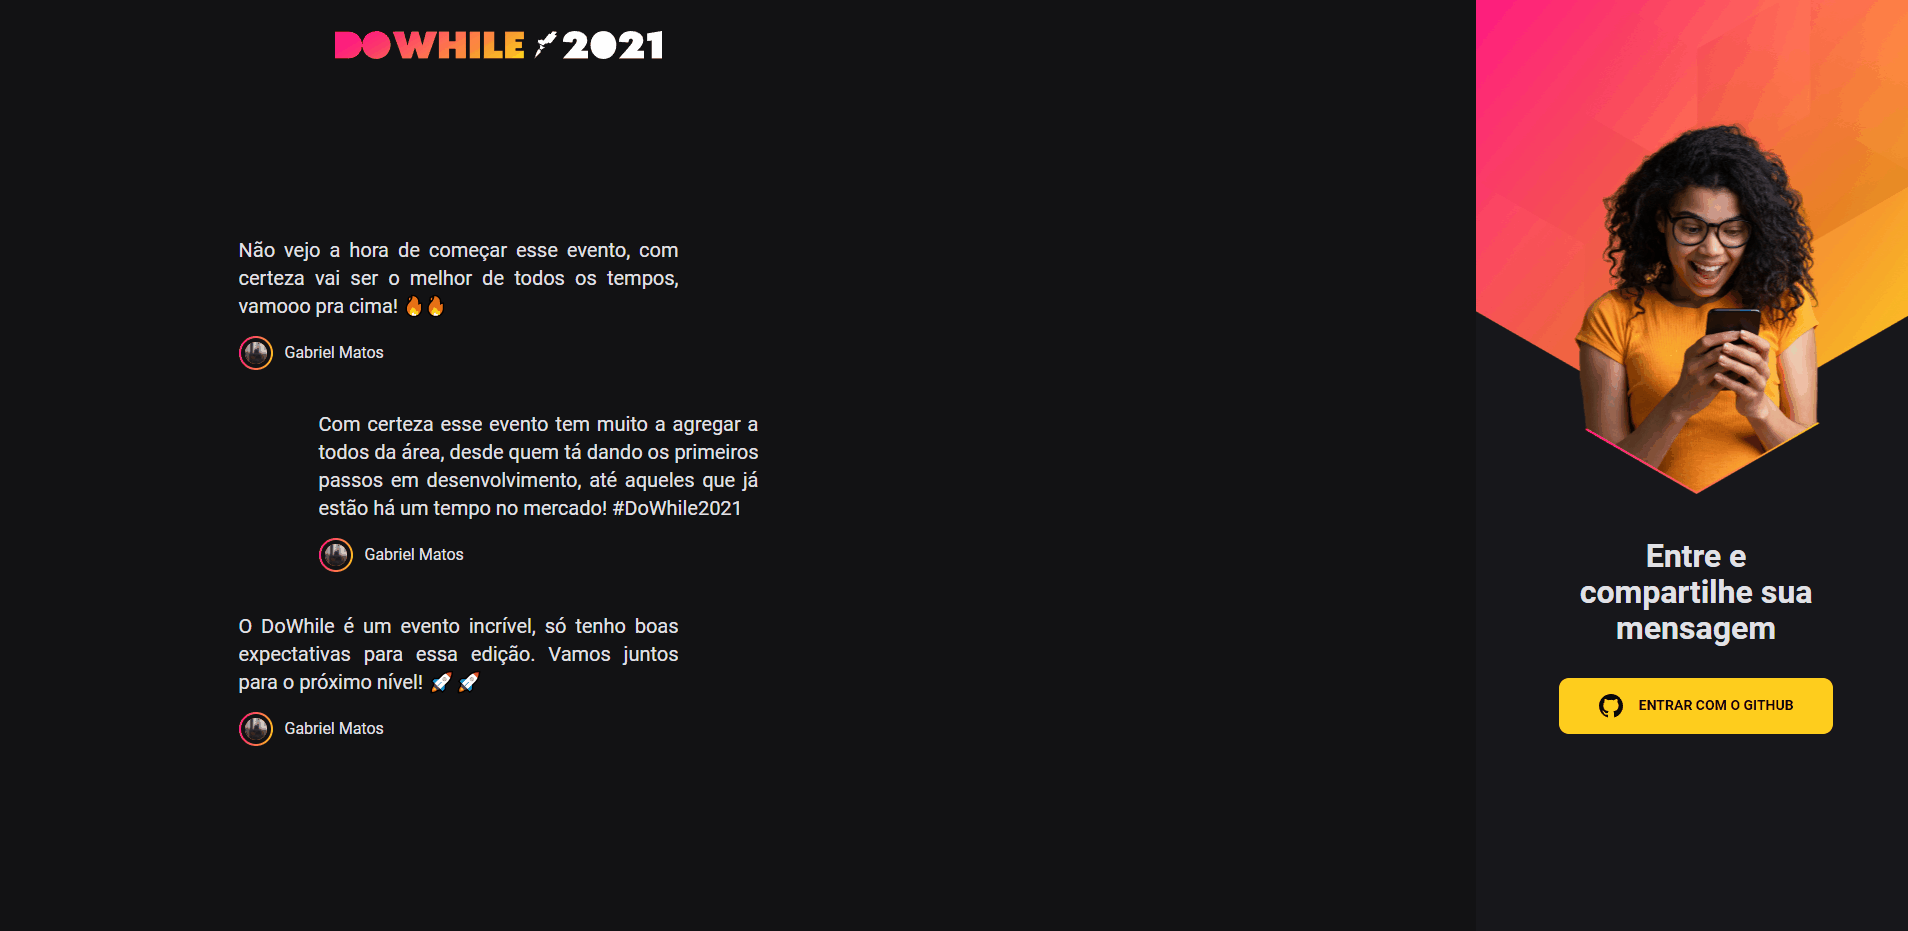 DOWHILE 2021
Não vejo a hora de começar esse evento, com
certeza vai ser o melhor de todos os tempos,
vamooo pra cima! 🔥🔥
Gabriel Matos
Com certeza esse evento tem muito a agregar a
todos da área, desde quem tá dando os primeiros
passos em desenvolvimento, até aqueles que já
estão há um tempo no mercado! #DoWhile2021
Gabriel Matos
O DoWhile é um evento incrível, só tenho boas
expectativas para essa edição. Vamos juntos
para o próximo nível! 🚀🚀
Gabriel Matos
Entre e
compartilhe sua
mensagem
ENTRAR COM O GITHUB